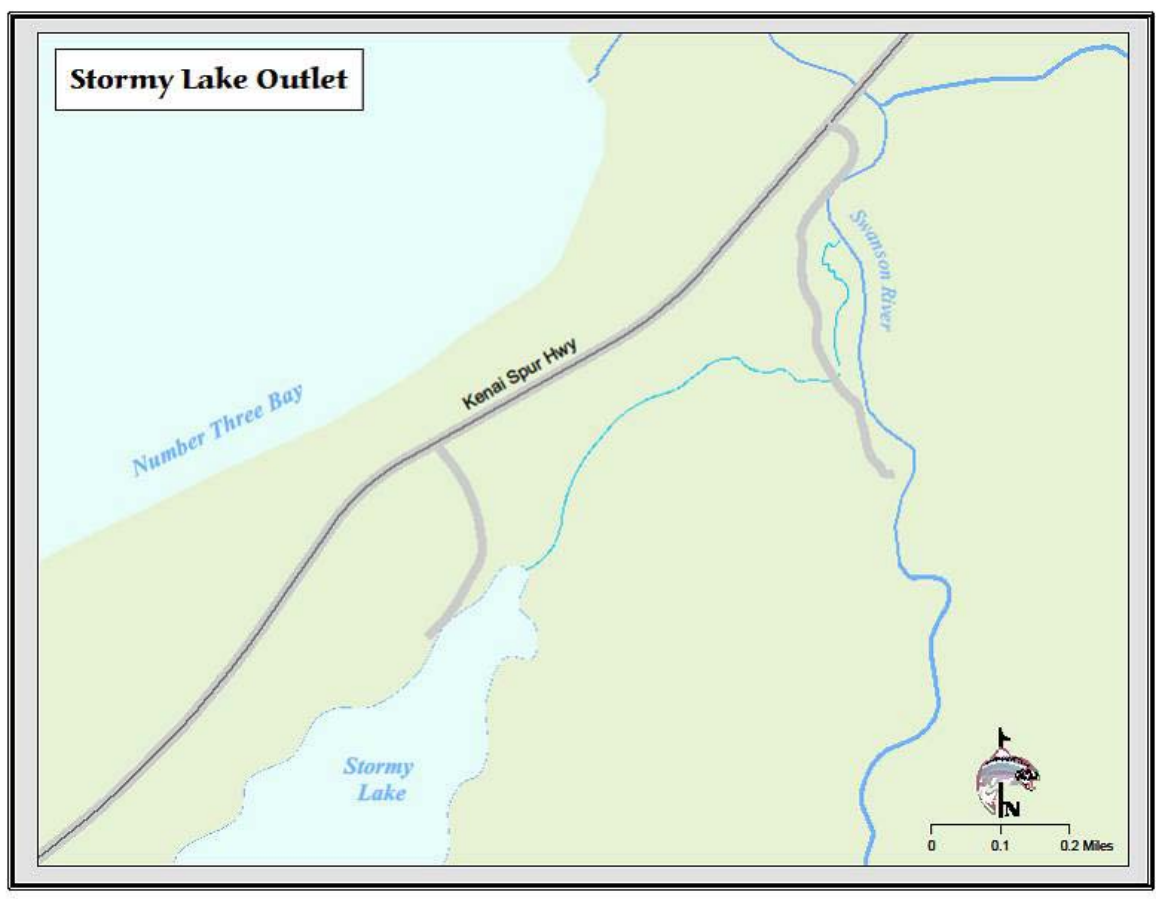 Stormy Lake Outlet
Swanson River
Kenai Spur Hwy
Number Three Bay
Stormy
Lake
N
0 0.1 0.2 Miles